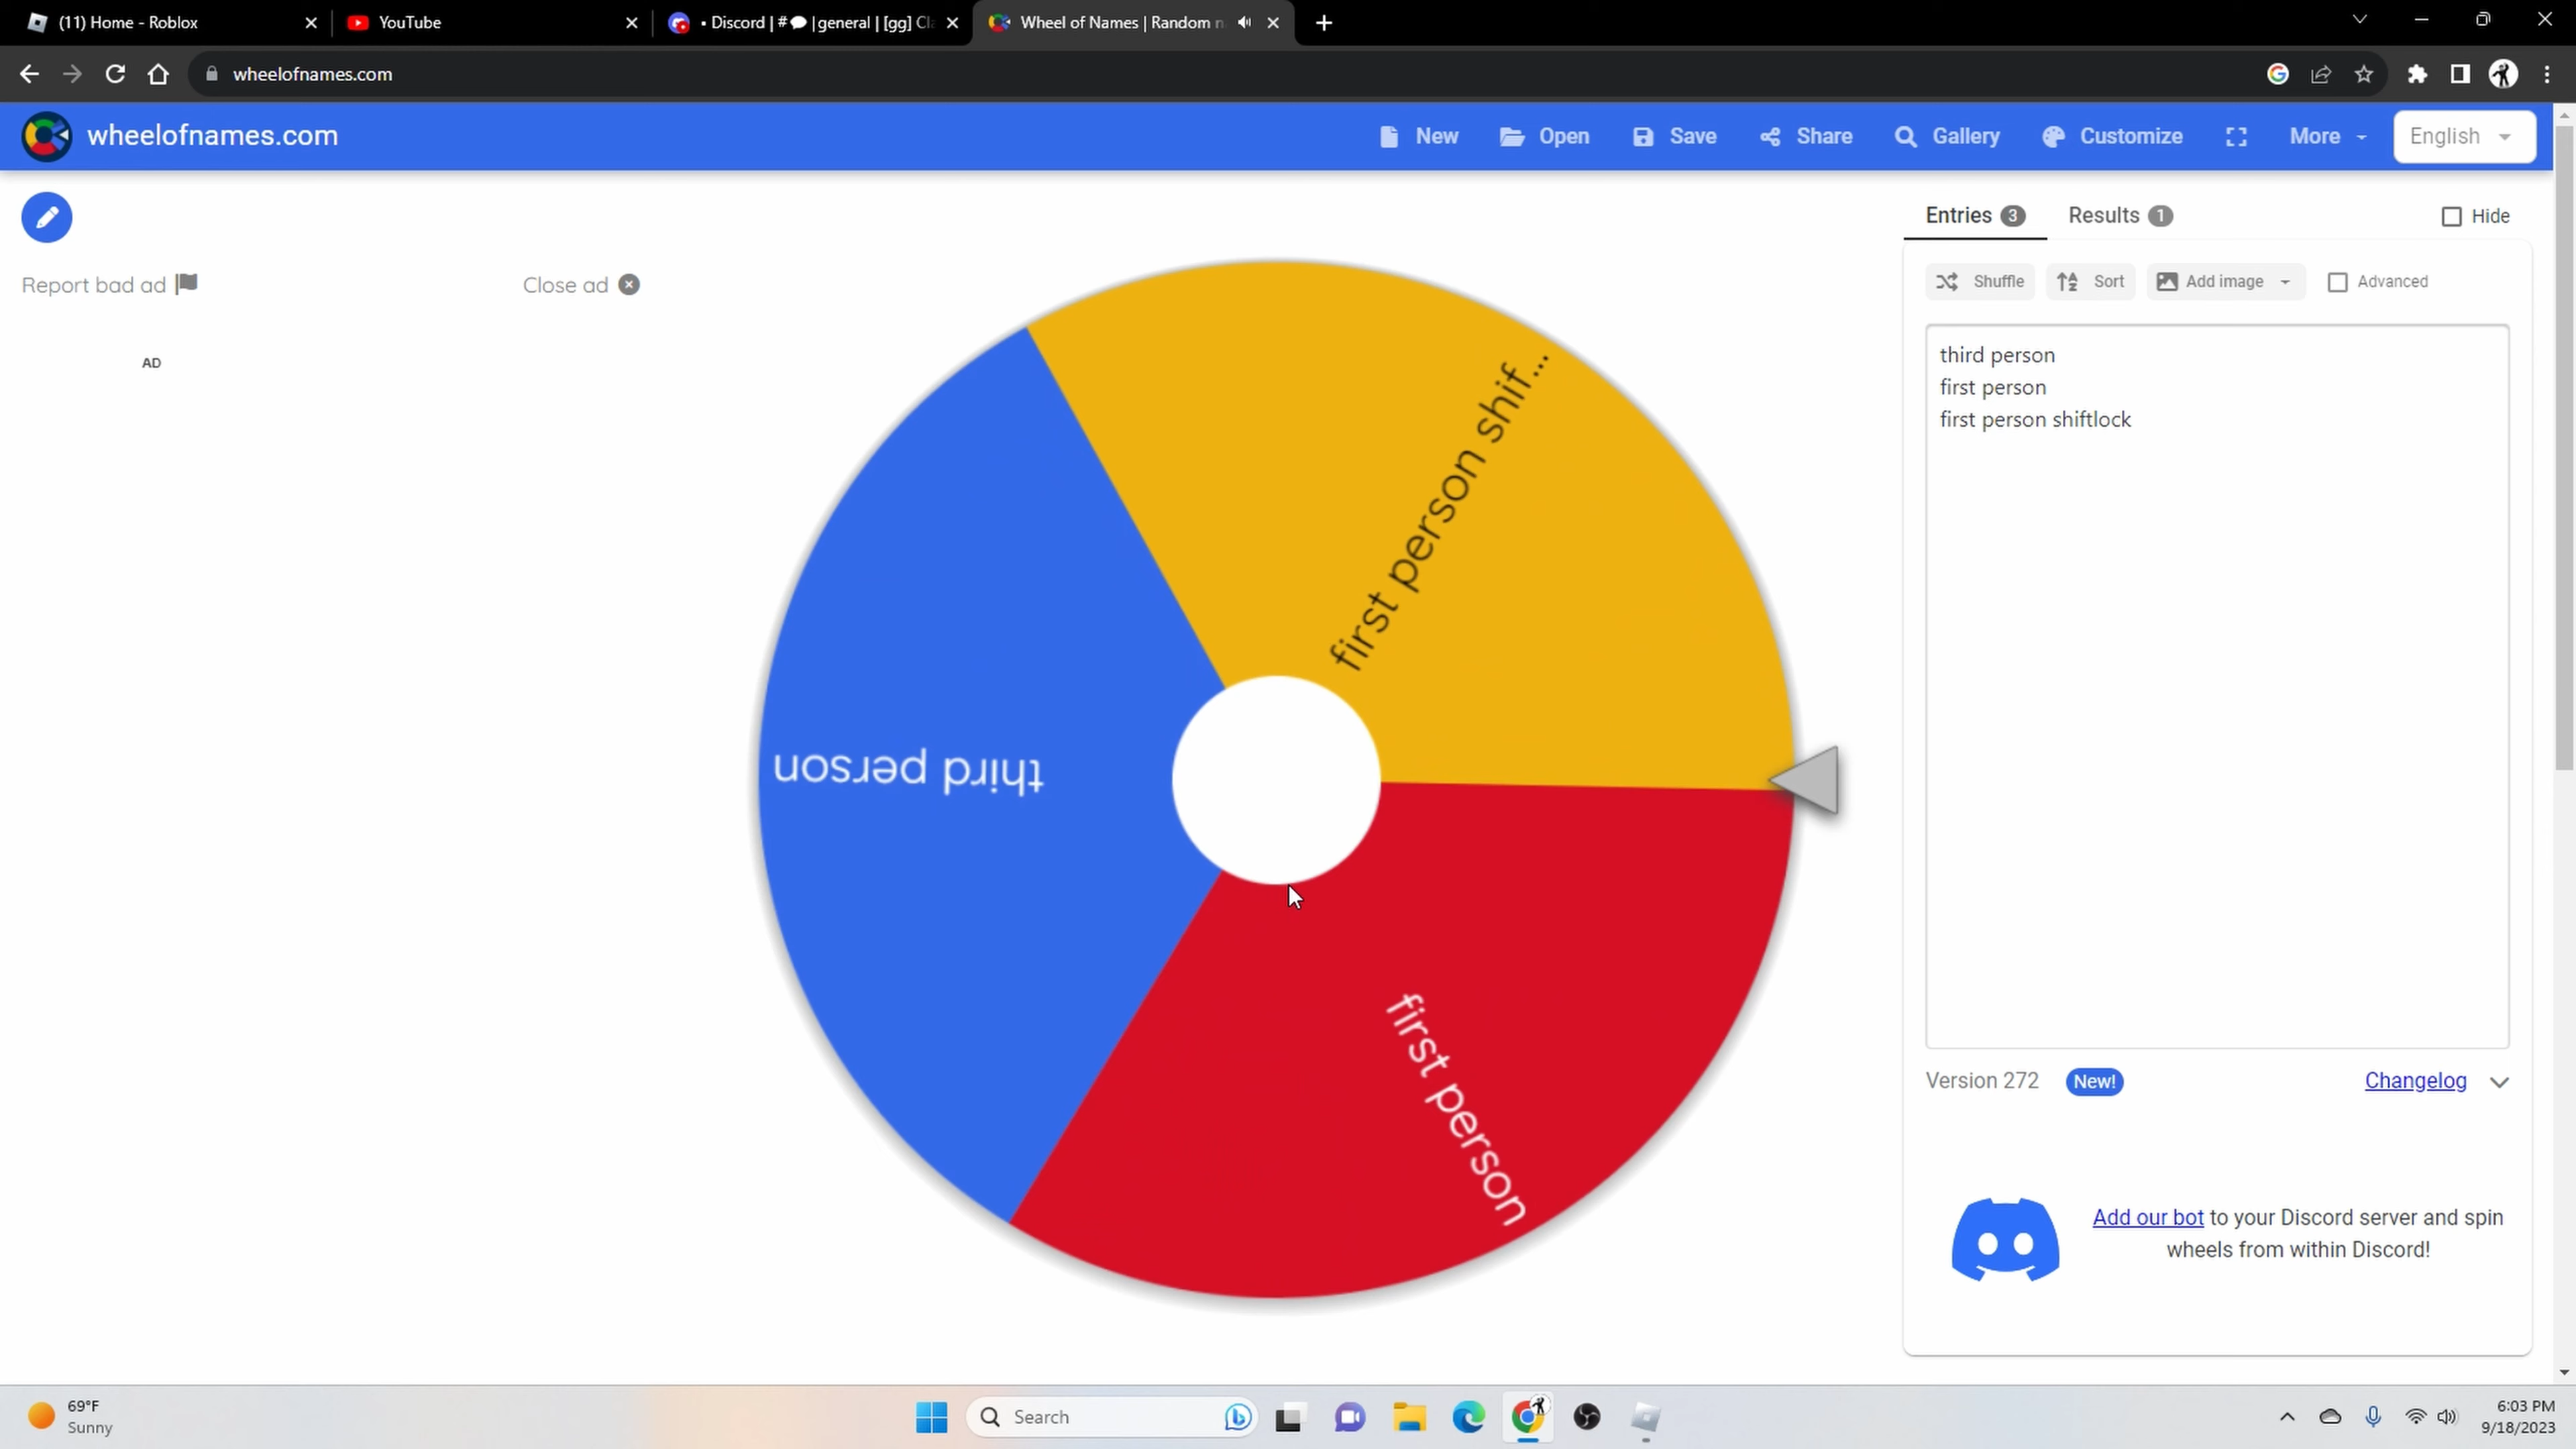 (11) Home - Roblox
YouTube
• Discord | #💬|general | [gg] Cl
Wheel of Names | Random n
wheelofnames.com
wheelofnames.com
New
Open
Save
Share
Gallery
Customize
More
English
Report bad ad
Close ad
AD
Entries 3
Results 1
Hide
Shuffle
Sort
Add image
Advanced
third person
first person
first person shiftlock
first person shif...
third person
first person
Version 272
New!
Changelog
Add our bot to your Discord server and spin
wheels from within Discord!
69°F
Sunny
Search
6:03 PM
9/18/2023